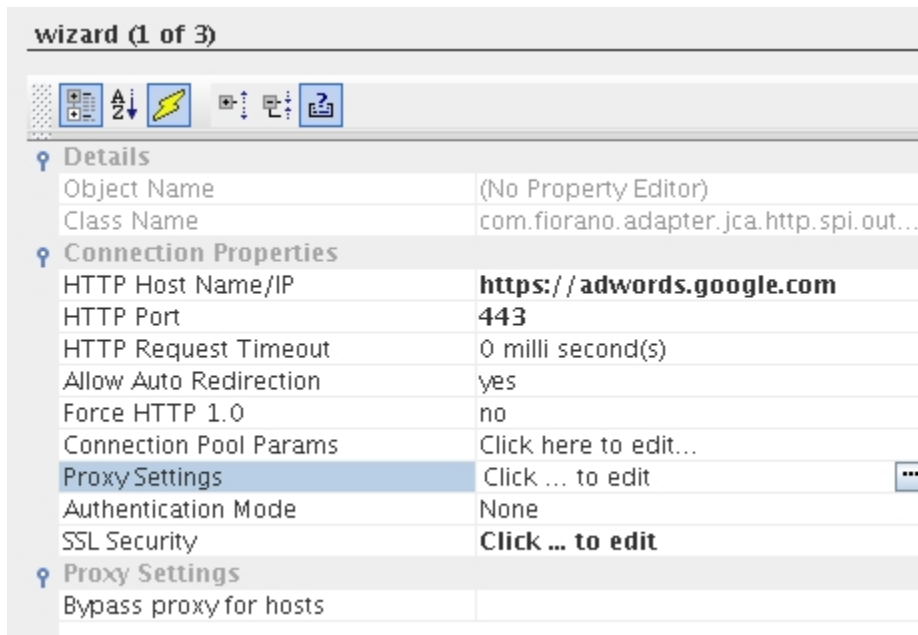 wizard (1 of 3)
Details
Object Name (No Property Editor)
Class Name com.fiorano.adapter.jca.http.spi.out...
Connection Properties
HTTP Host Name/IP https://adwords.google.com
HTTP Port 443
HTTP Request Timeout 0 milli second(s)
Allow Auto Redirection yes
Force HTTP 1.0 no
Connection Pool Params Click here to edit...
Proxy Settings Click ... to edit ...
Authentication Mode None
SSL Security Click ... to edit
Proxy Settings
Bypass proxy for hosts